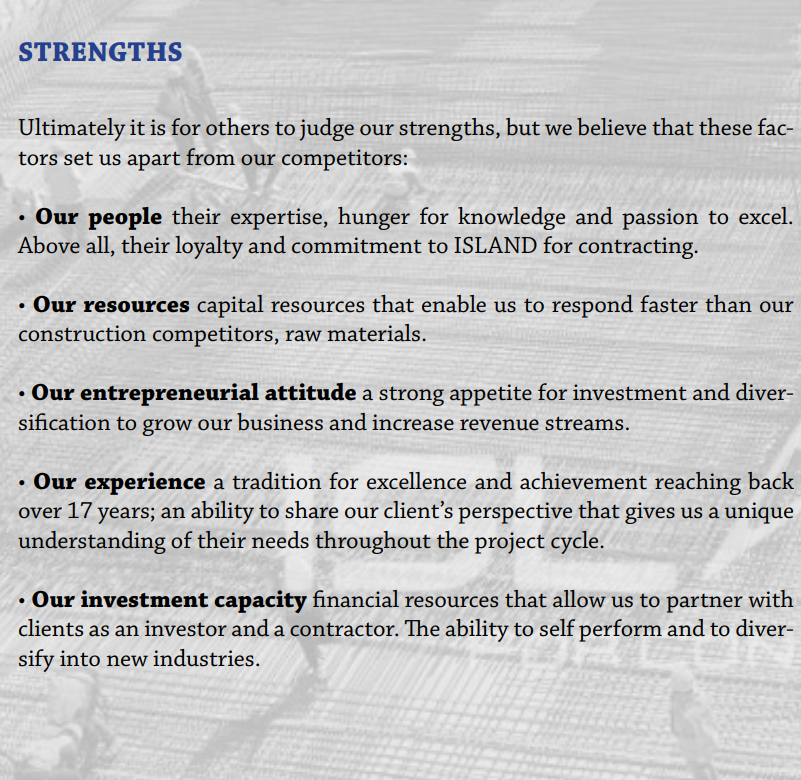 STRENGTHS
Ultimately it is for others to judge our strengths, but we believe that these fac-
tors set us apart from our competitors:
• Our people their expertise, hunger for knowledge and passion to excel.
Above all, their loyalty and commitment to ISLAND for contracting.
• Our resources capital resources that enable us to respond faster than our
construction competitors, raw materials.
• Our entrepreneurial attitude a strong appetite for investment and diver-
sification to grow our business and increase revenue streams.
• Our experience a tradition for excellence and achievement reaching back
over 17 years; an ability to share our client’s perspective that gives us a unique
understanding of their needs throughout the project cycle.
• Our investment capacity financial resources that allow us to partner with
clients as an investor and a contractor. The ability to self perform and to diver-
sify into new industries.